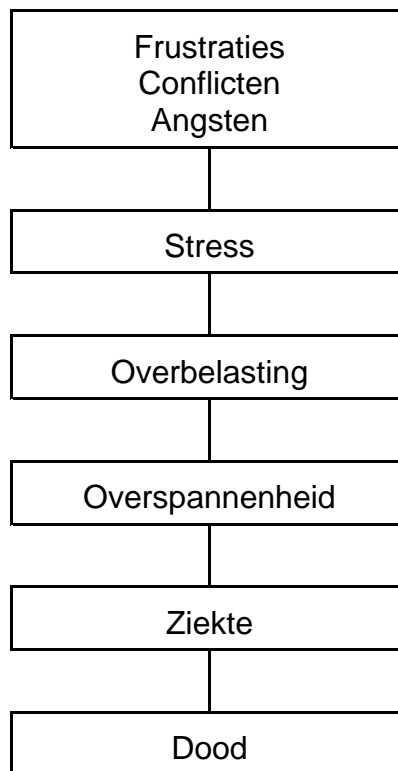 Frustraties
Conflicten
Angsten
Stress
Overbelasting
Overspannenheid
Ziekte
Dood